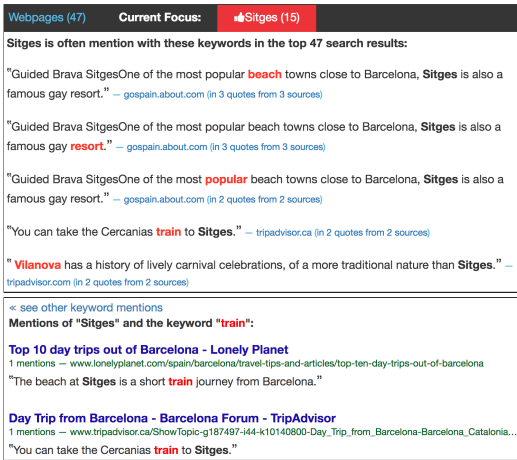 Webpages (47) Current Focus: Sitges (15)
Sitges is often mention with these keywords in the top 47 search results:
"Guided Brava SitgesOne of the most popular beach towns close to Barcelona, Sitges is also a
famous gay resort." — gospain.about.com (in 3 quotes from 3 sources)
"Guided Brava SitgesOne of the most popular beach towns close to Barcelona, Sitges is also a
famous gay resort." — gospain.about.com (in 3 quotes from 3 sources)
"Guided Brava SitgesOne of the most popular beach towns close to Barcelona, Sitges is also a
famous gay resort." — gospain.about.com (in 2 quotes from 2 sources)
"You can take the Cercanias train to Sitges." — tripadvisor.ca (in 2 quotes from 2 sources)
" Vilanova has a history of lively carnival celebrations, of a more traditional nature than Sitges." —
tripadvisor.com (in 2 quotes from 2 sources)
« see other keyword mentions
Mentions of "Sitges" and the keyword "train":
Top 10 day trips out of Barcelona - Lonely Planet
1 mentions — www.lonelyplanet.com/spain/barcelona/travel-tips-and-articles/top-ten-day-trips-out-of-barcelona
"The beach at Sitges is a short train journey from Barcelona."
Day Trip from Barcelona - Barcelona Forum - TripAdvisor
1 mentions — www.tripadvisor.ca/ShowTopic-g187497-i44-k10140800-Day_Trip_from_Barcelona-Barcelona_Catalonia...
"You can take the Cercanias train to Sitges."